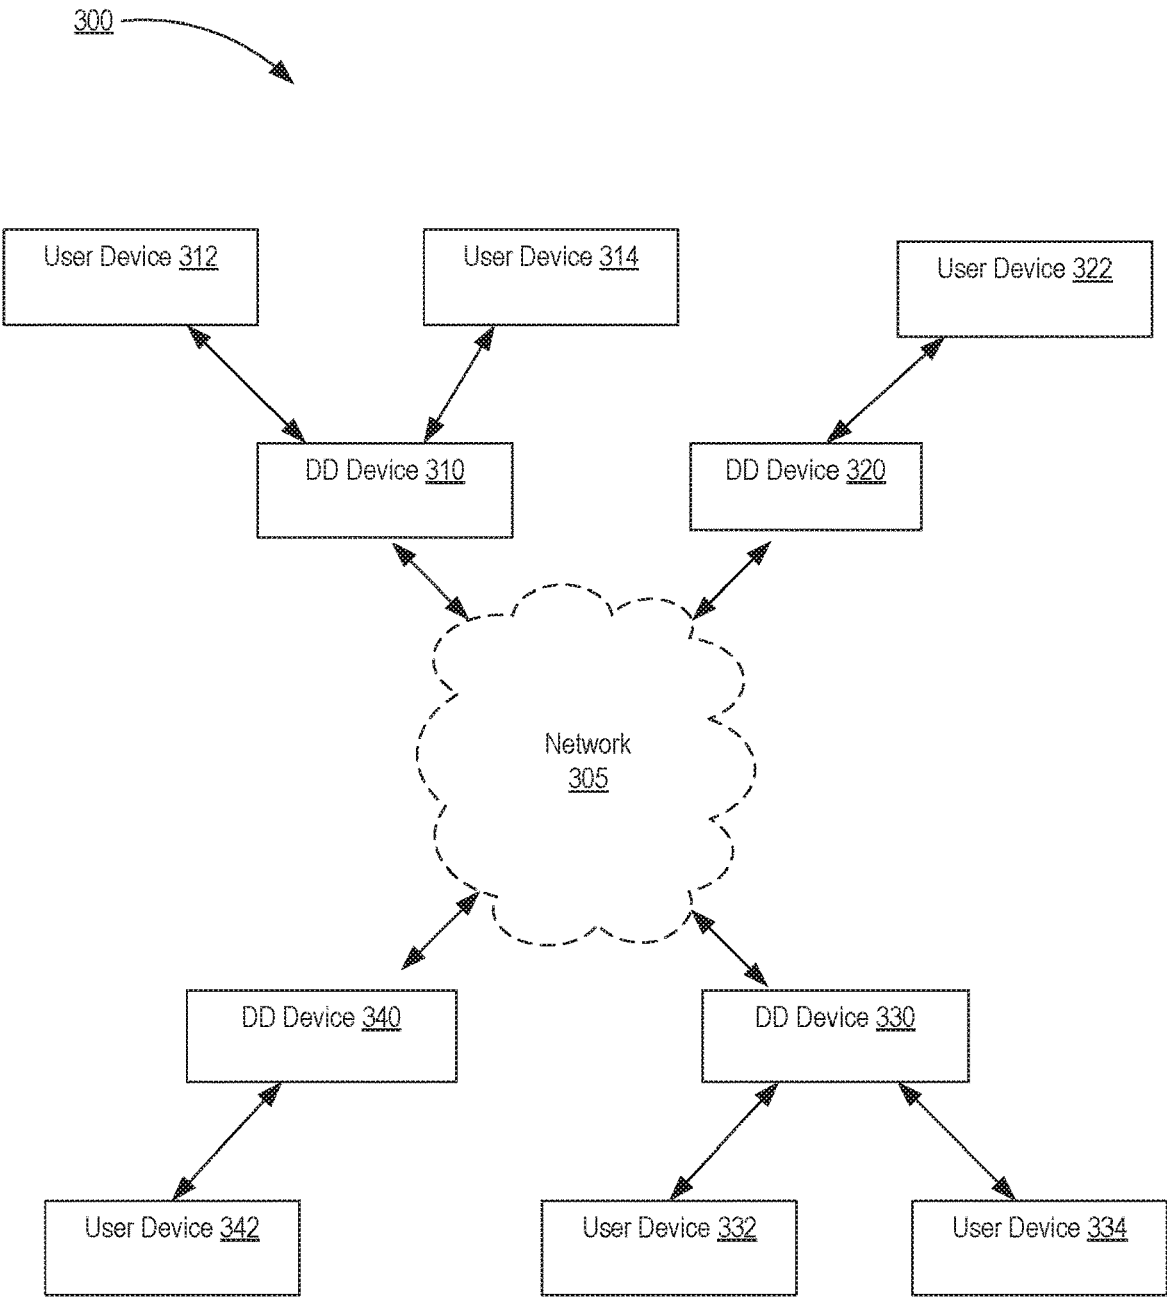 300
User Device 312
User Device 314
User Device 322
DD Device 310
DD Device 320
Network
305
DD Device 340
DD Device 330
User Device 342
User Device 332
User Device 334